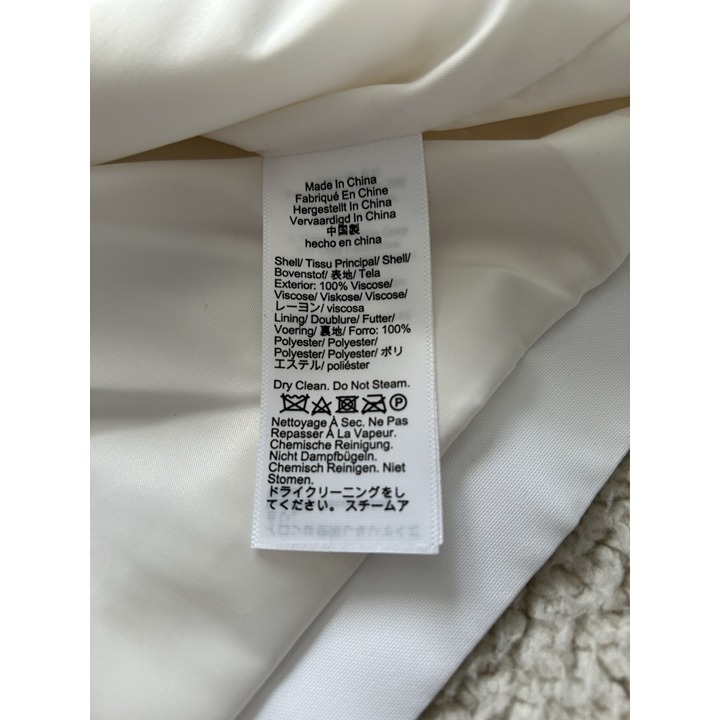 Made In China
Fabriqué En Chine
Hergestellt In China
Vervaardigd In China
中国製
hecho en china
Shell/ Tissu Principal/ Shell/
Bovenstof/ 表地/ Tela
Exterior: 100% Viscose/
Viscose/ Viskose/ Viscose/
レーヨン/ viscosa
Lining/ Doublure/ Futter/
Voering/ 裏地/ Forro: 100%
Polyester/ Polyester/
Polyester/ Polyester/ ポリ
エステル/ poliéster
Dry Clean. Do Not Steam.
P
Nettoyage À Sec. Ne Pas
Repasser À La Vapeur.
Chemische Reinigung.
Nicht Dampfbügeln.
Chemisch Reinigen. Niet
Stomen.
ドライクリーニングをし
てください。スチームア